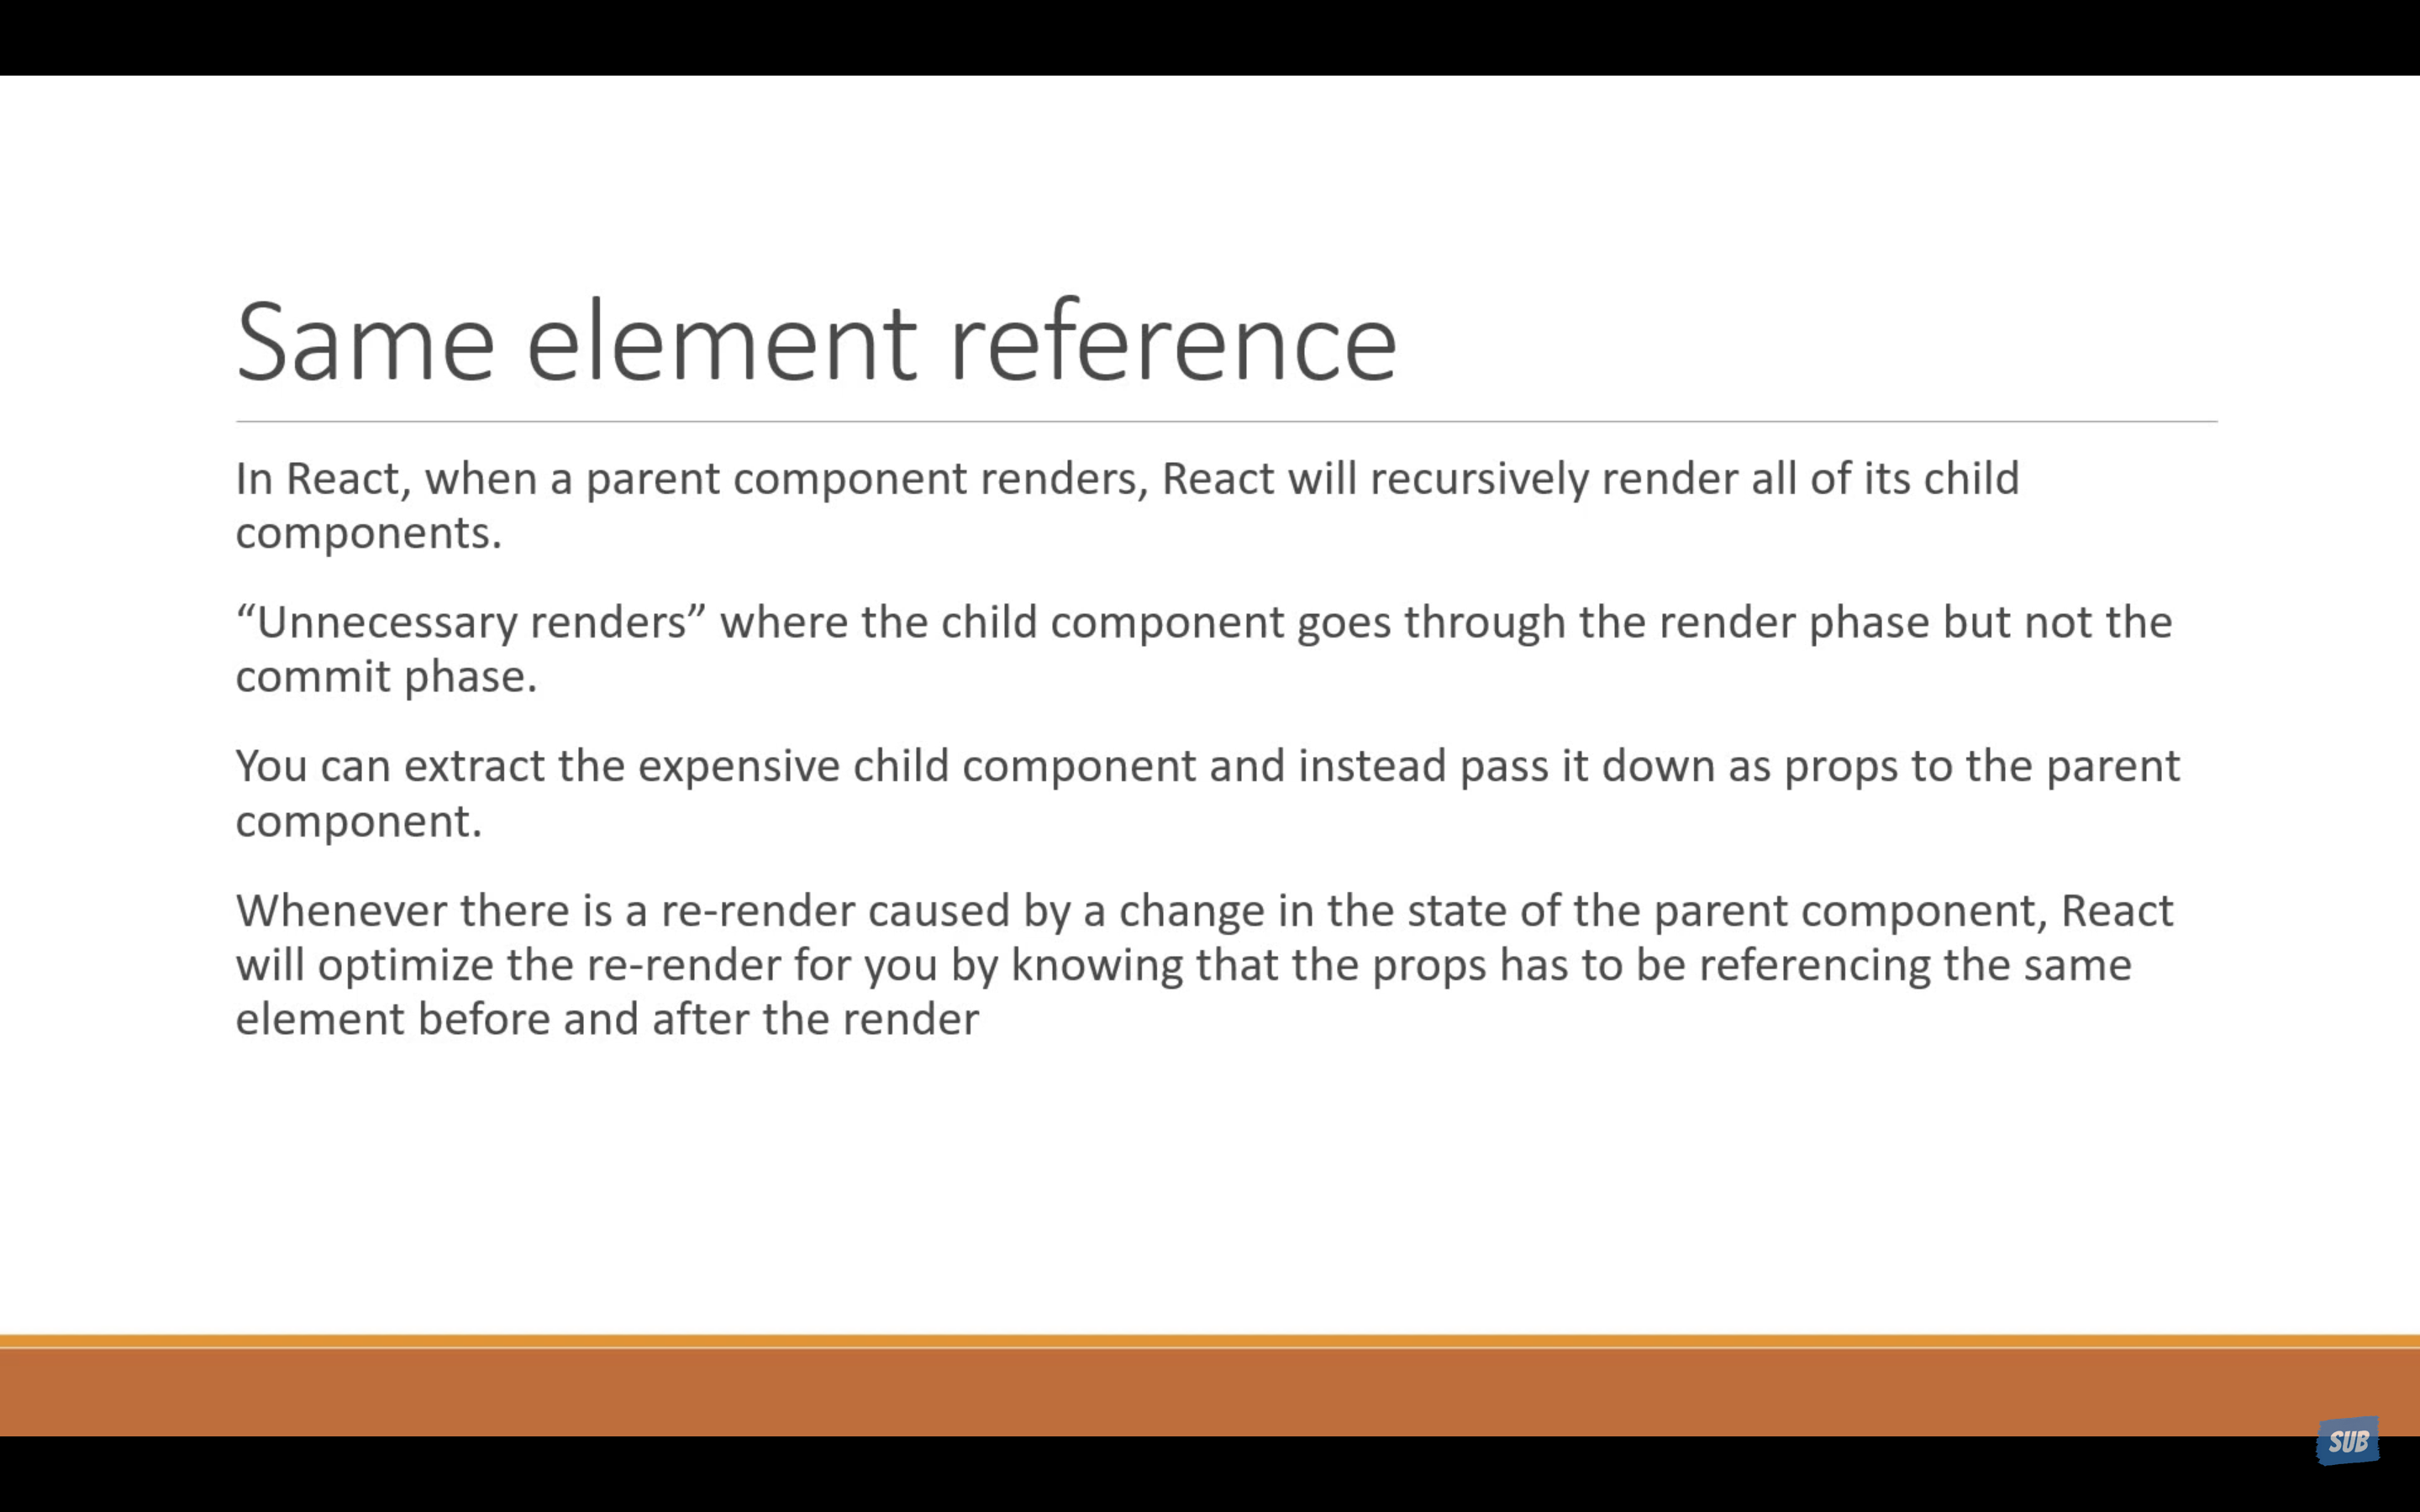 Same element reference
In React, when a parent component renders, React will recursively render all of its child
components.
“Unnecessary renders” where the child component goes through the render phase but not the
commit phase.
You can extract the expensive child component and instead pass it down as props to the parent
component.
Whenever there is a re-render caused by a change in the state of the parent component, React
will optimize the re-render for you by knowing that the props has to be referencing the same
element before and after the render
SUB